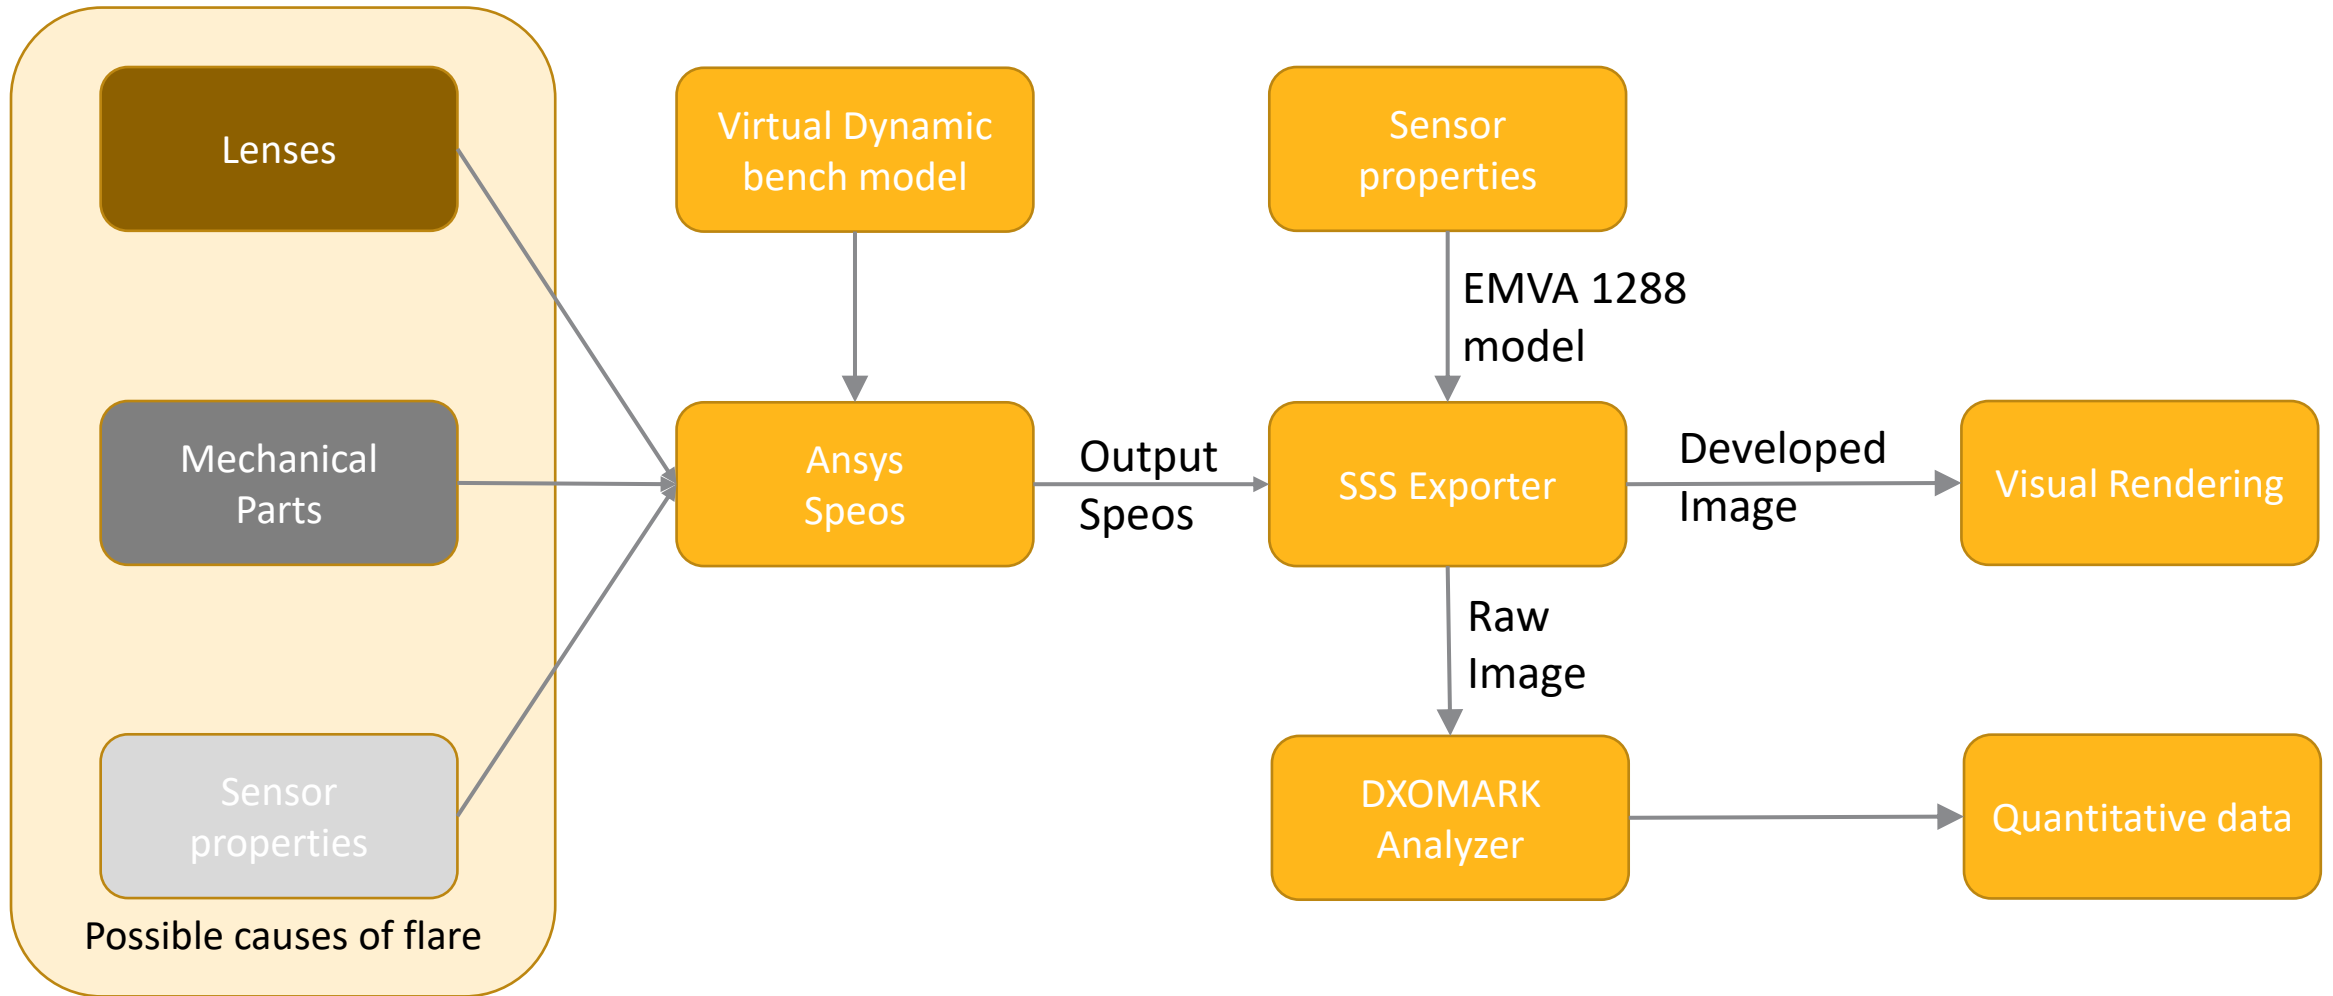 Lenses
Mechanical
Parts
Sensor
properties
Possible causes of flare
Virtual Dynamic
bench model
Ansys
Speos
Output
Speos
Sensor
properties
EMVA 1288
model
SSS Exporter
Developed
Image
Visual Rendering
Raw
Image
DXOMARK
Analyzer
Quantitative data